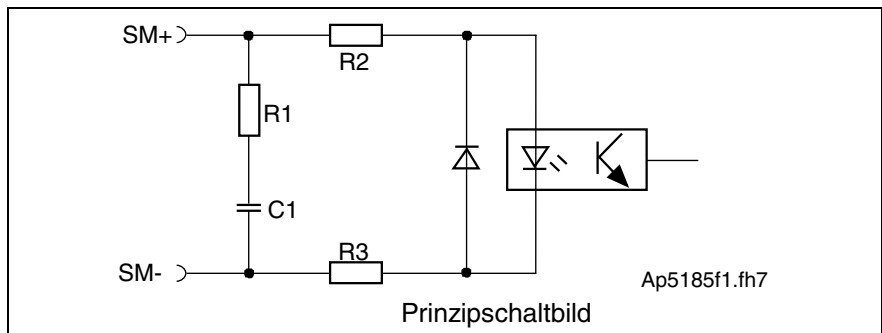 SM+
R2
R1
C1
R3
SM-
Ap5185f1.fh7
Prinzipschaltbild